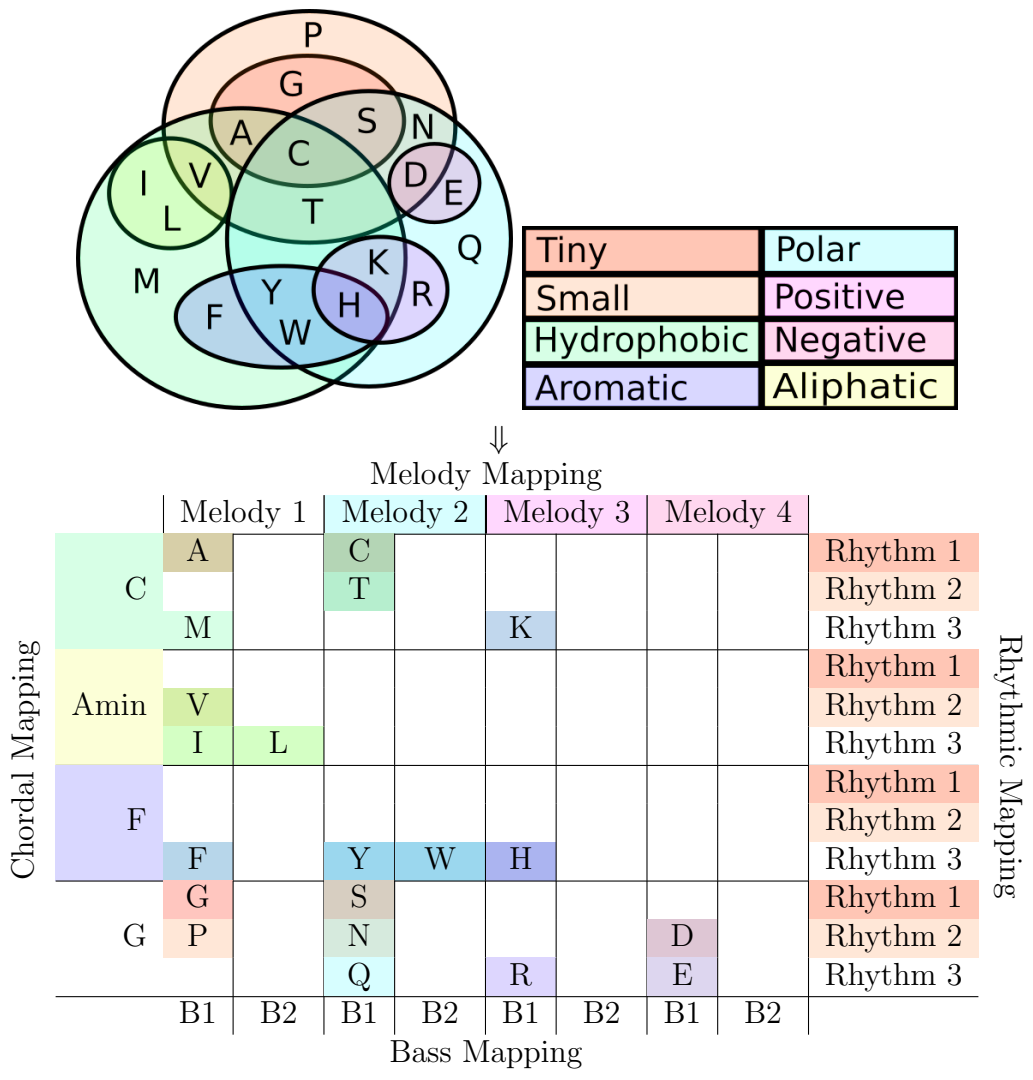 P
G
A S N
C
I V D E
L T
Q
M K
F Y H R
W
Tiny Polar
Small Positive
Hydrophobic Negative
Aromatic Aliphatic
⇓
Melody Mapping
Melody 1 Melody 2 Melody 3 Melody 4
Chordal Mapping
Rhythmic Mapping
A C Rhythm 1
C T Rhythm 2
M K Rhythm 3
Rhythm 1
Amin V Rhythm 2
I L Rhythm 3
Rhythm 1
F Rhythm 2
F Y W H Rhythm 3
G S Rhythm 1
G P N D Rhythm 2
Q R E Rhythm 3
B1 B2 B1 B2 B1 B2 B1 B2
Bass Mapping